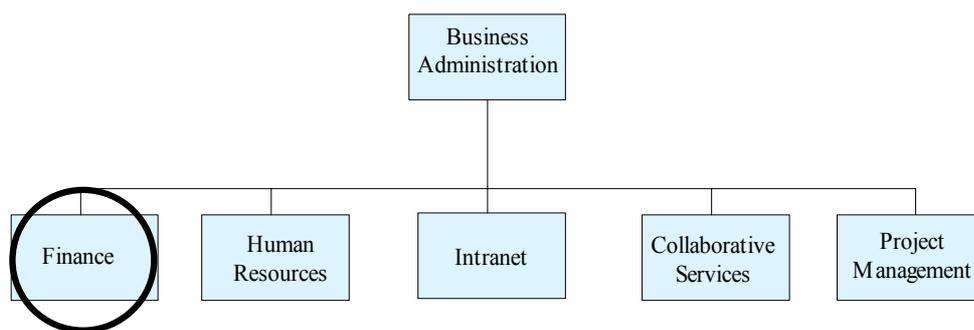 Business
Administration
Finance
Human
Resources
Intranet
Collaborative
Services
Project
Management